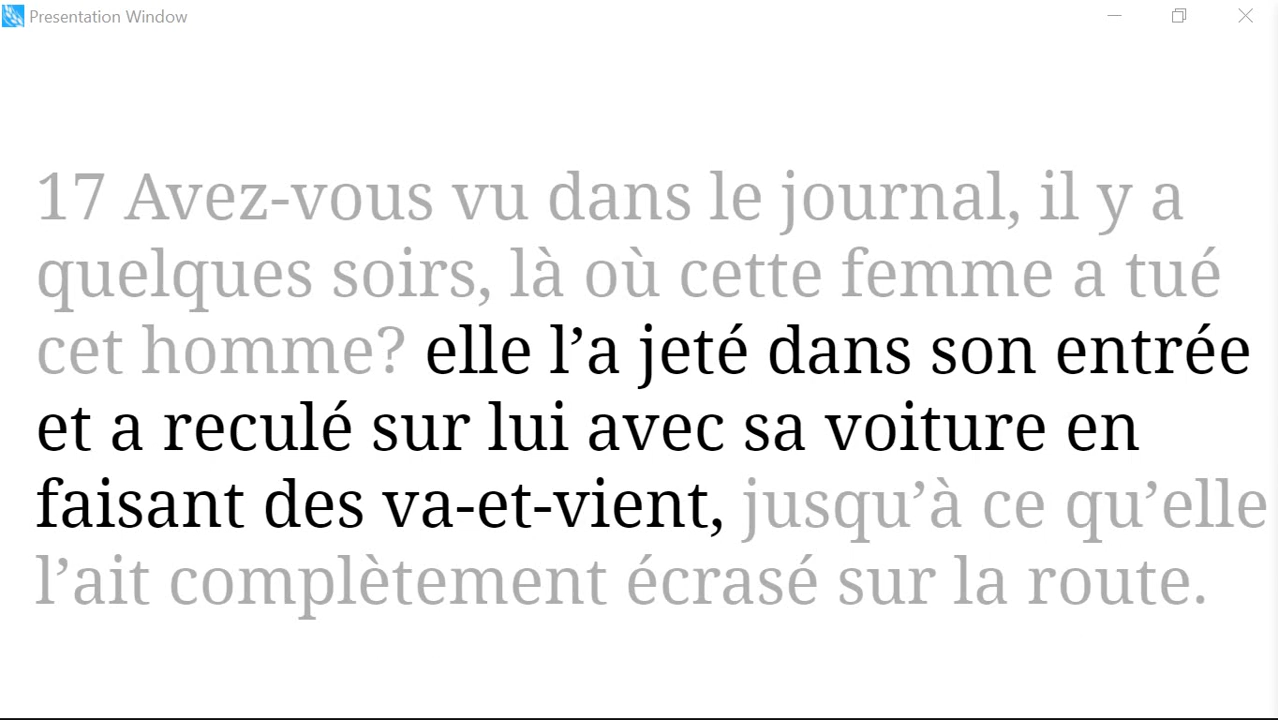 Presentation Window
17 Avez-vous vu dans le journal, il y a
quelques soirs, là où cette femme a tué
cet homme? elle l’a jeté dans son entrée
et a reculé sur lui avec sa voiture en
faisant des va-et-vient, jusqu’à ce qu’elle
l’ait complètement écrasé sur la route.